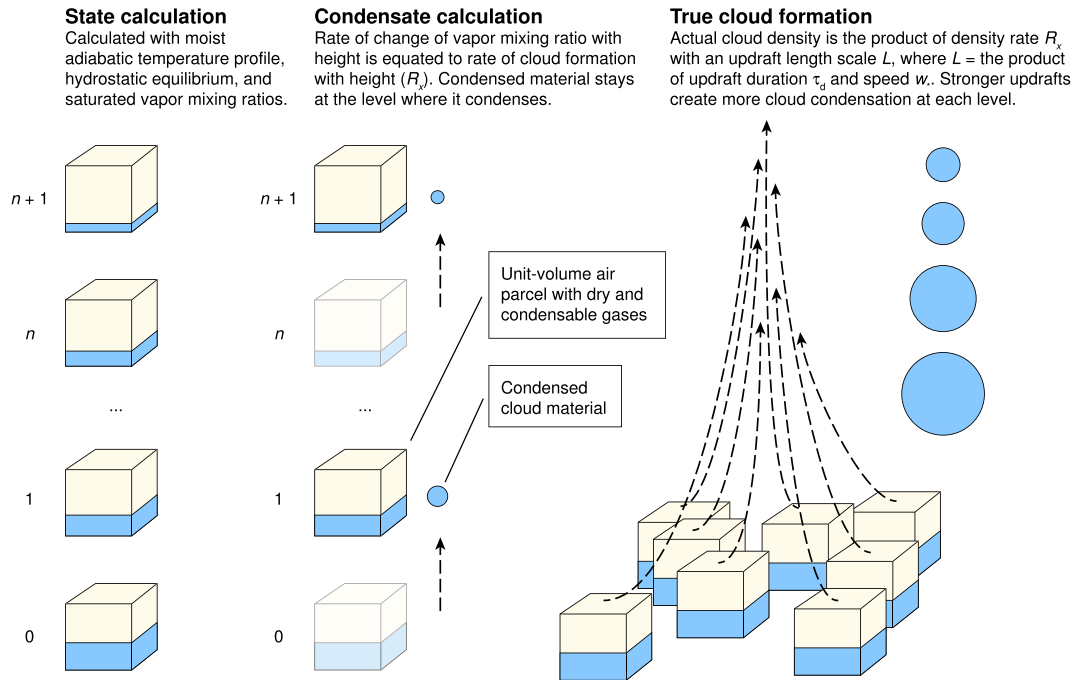 State calculation
Calculated with moist
adiabatic temperature profile,
hydrostatic equilibrium, and
saturated vapor mixing ratios.
Condensate calculation
Rate of change of vapor mixing ratio with
height is equated to rate of cloud formation
with height (Rₓ). Condensed material stays
at the level where it condenses.
True cloud formation
Actual cloud density is the product of density rate Rₓ
with an updraft length scale L, where L = the product
of updraft duration τd and speed w*. Stronger updrafts
create more cloud condensation at each level.
n + 1
n
...
1
0
n + 1
n
...
1
0
Unit-volume air
parcel with dry and
condensable gases
Condensed
cloud material